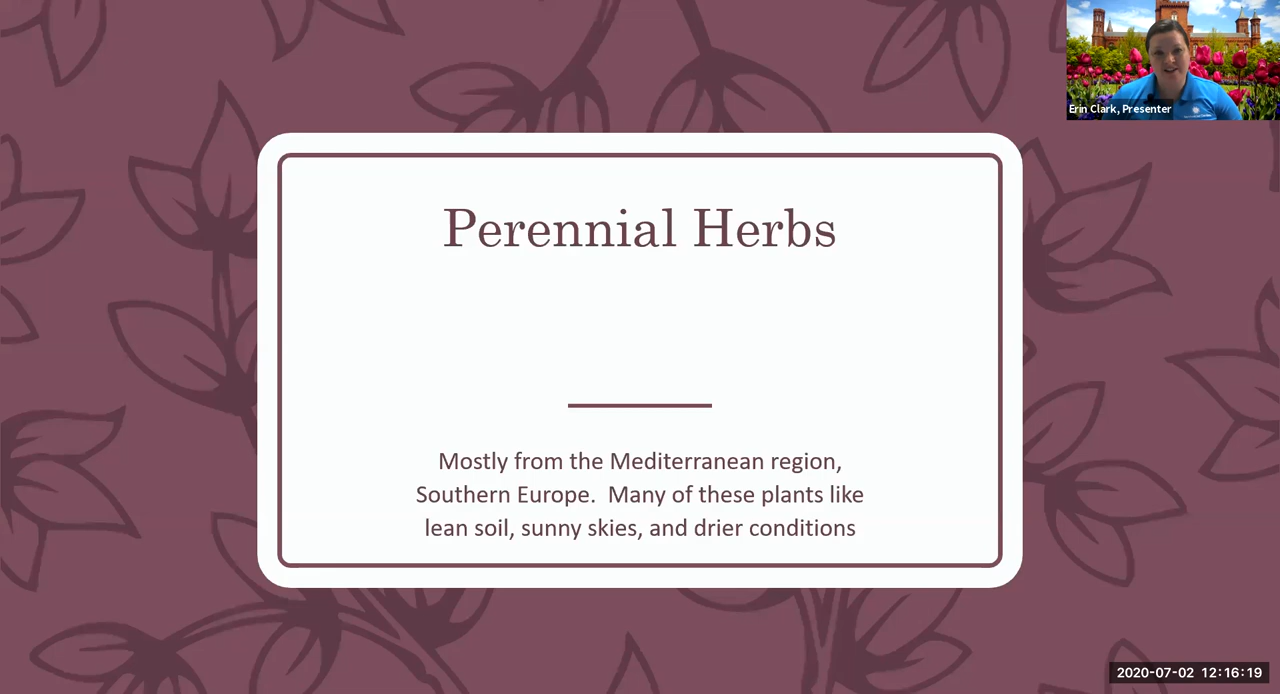 Erin Clark, Presenter
Perennial Herbs
Mostly from the Mediterranean region,
Southern Europe.  Many of these plants like
lean soil, sunny skies, and drier conditions
2020-07-02 12:16:19